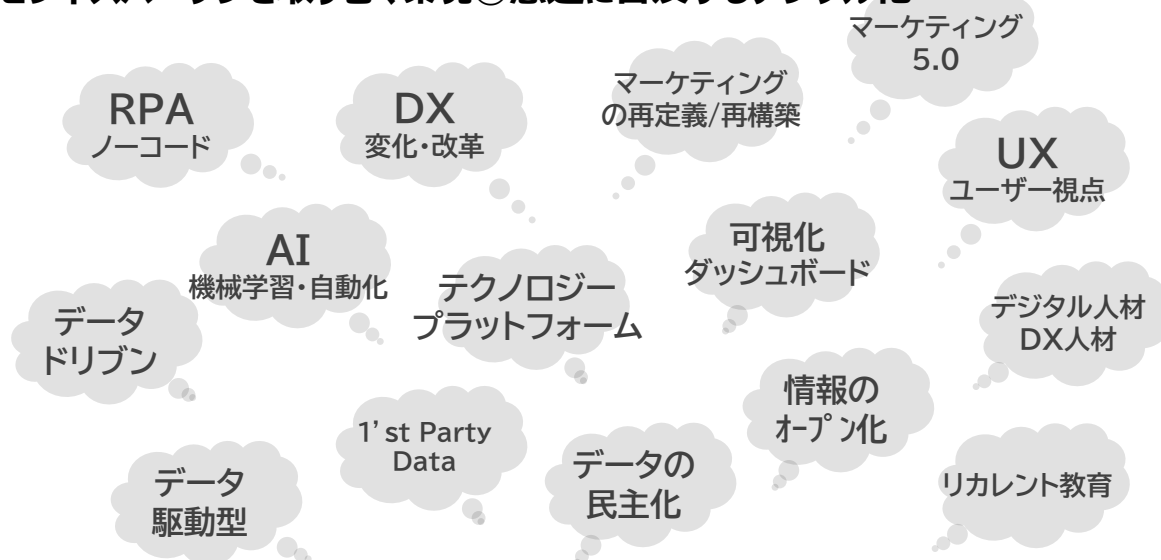 マーケティング
5.0
RPA
ノーコード
DX
変化・改革
マーケティング
の再定義/再構築
UX
ユーザー視点
AI
機械学習・自動化
可視化
ダッシュボード
テクノロジー
プラットフォーム
データ
ドリブン
デジタル人材
DX人材
情報の
オープン化
1’st Party
Data
データの
民主化
リカレント教育
データ
駆動型